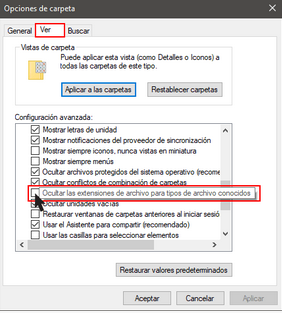 Opciones de carpeta
General
Ver
Buscar
Vistas de carpeta
Puede aplicar esta vista (como Detalles o Iconos) a
todas las carpetas de este tipo.
Aplicar a las carpetas
Restablecer carpetas
Configuración avanzada:
Mostrar letras de unidad
Mostrar notificaciones del proveedor de sincronización
Mostrar siempre iconos, nunca vistas en miniatura
Mostrar siempre menús
Ocultar archivos protegidos del sistema operativo (recome
Ocultar conflictos de combinación de carpetas
Ocultar las extensiones de archivo para tipos de archivo conocidos
Ocultar unidades vacías
Restaurar ventanas de carpetas anteriores al iniciar sesió
Usar el Asistente para compartir (recomendado)
Usar las casillas para seleccionar elementos
Restaurar valores predeterminados
Aceptar
Cancelar
Aplicar